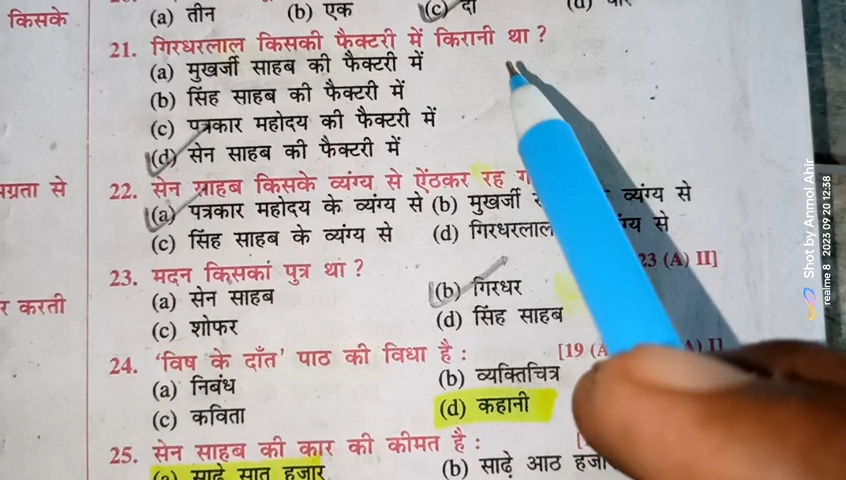 किसके
(a) तीन (b) एक (c) दो
21. गिरधरलाल किसकी फैक्टरी में किरानी था ?
(a) मुखर्जी साहब की फैक्टरी में
(b) सिंह साहब की फैक्टरी में
(c) पत्रकार महोदय की फैक्टरी में
(d) सेन साहब की फैक्टरी में
से
22. सेन साहब किसके व्यंग्य से ऐंठकर रह
(a) पत्रकार महोदय के व्यंग्य से (b) मुखर्जी व्यंग्य से
(c) सिंह साहब के व्यंग्य से (d) गिरधरलाल से
23. मदन किसका पुत्र था ? 23 (A) II]
(a) सेन साहब (b) गिरधर
र करती
(c) शोफर (d) सिंह साहब
24. 'विष के दाँत' पाठ की विधा है : [19 (A
(a) निबंध (b) व्यक्तिचित्र
(c) कविता (d) कहानी
25. सेन साहब की कार की कीमत है : [
(a) साढ़े सात हजार (b) साढ़े आठ
Shot by Anmol Ahir
realme 8 2023 09 20 12:38